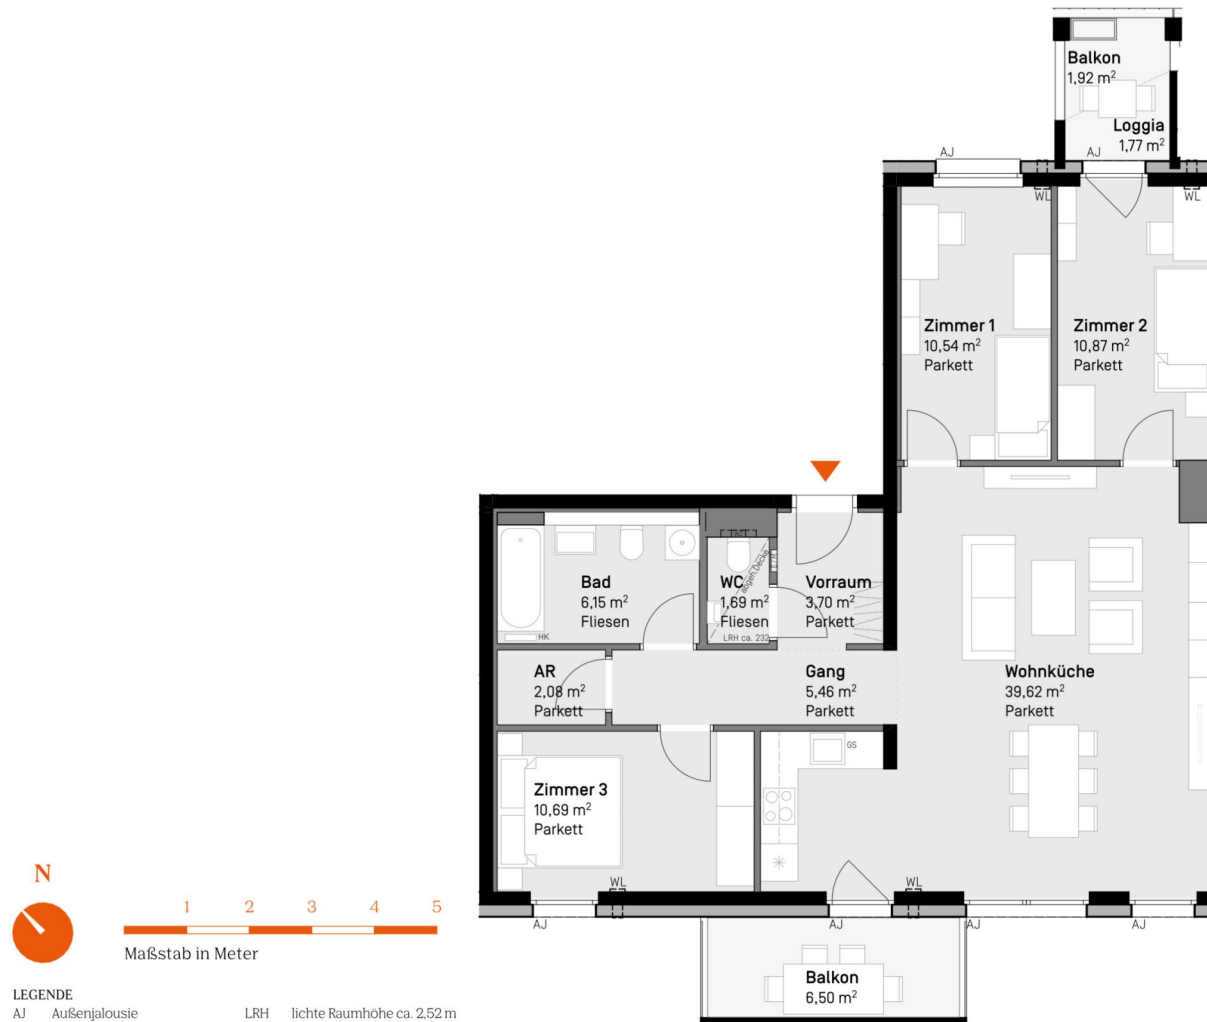 Balkon
1,92 m²
Loggia
1,77 m²
AJ
AJ
WL
WL
Zimmer 1
10,54 m²
Parkett
Zimmer 2
10,87 m²
Parkett
Bad
6,15 m²
Fliesen
HK
WC
1,69 m²
Fliesen
LRH ca. 232
abgeh.Decke
Vorraum
3,70 m²
Parkett
AR
2,08 m²
Parkett
Gang
5,46 m²
Parkett
Wohnküche
39,62 m²
Parkett
GS
Zimmer 3
10,69 m²
Parkett
WL
WL
AJ
AJ
AJ
AJ
Balkon
6,50 m²
N
1 2 3 4 5
Maßstab in Meter
LEGENDE
AJ Außenjalousie LRH lichte Raumhöhe ca. 2,52 m